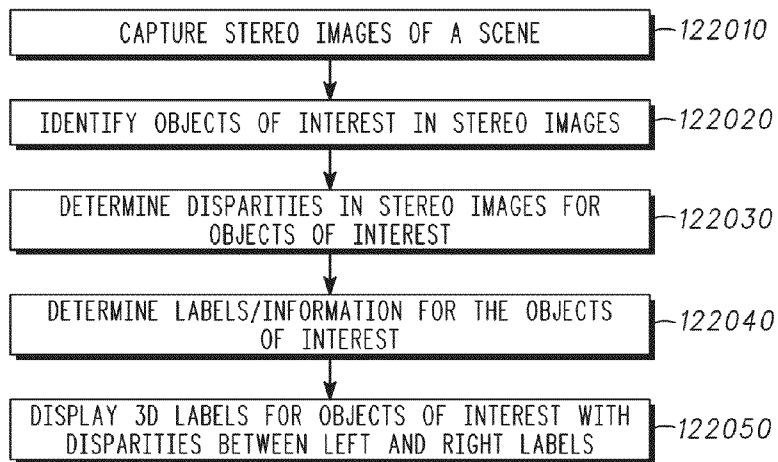 CAPTURE STEREO IMAGES OF A SCENE 122010
IDENTIFY OBJECTS OF INTEREST IN STEREO IMAGES 122020
DETERMINE DISPARITIES IN STEREO IMAGES FOR
OBJECTS OF INTEREST 122030
DETERMINE LABELS/INFORMATION FOR THE OBJECTS
OF INTEREST 122040
DISPLAY 3D LABELS FOR OBJECTS OF INTEREST WITH
DISPARITIES BETWEEN LEFT AND RIGHT LABELS 122050